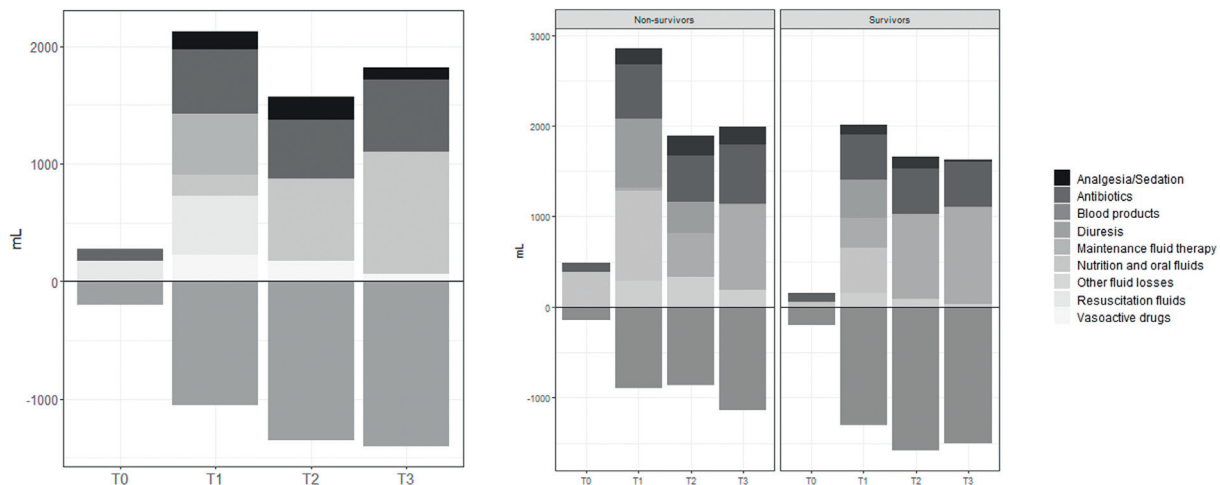 mL
2000
1000
0
-1000
T0 T1 T2 T3
Non-survivors Survivors
mL
3000
2000
1000
0
-1000
T0 T1 T2 T3 T0 T1 T2 T3
Analgesia/Sedation
Antibiotics
Blood products
Diuresis
Maintenance fluid therapy
Nutrition and oral fluids
Other fluid losses
Resuscitation fluids
Vasoactive drugs